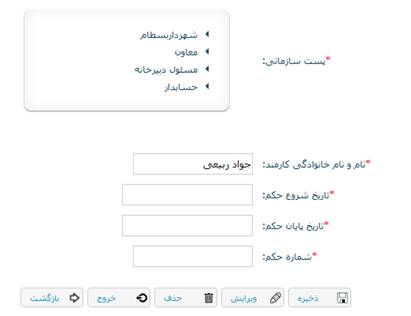 شهرداربسطام
معاون
*پست سازمانی:
مسئول دبیرخانه
حسابدار
*نام و نام خانوادگی کارمند: جواد ربیعی
*تاریخ شروع حکم:
*تاریخ پایان حکم:
*شماره حکم:
ذخیره ویرایش حذف خروج بازگشت